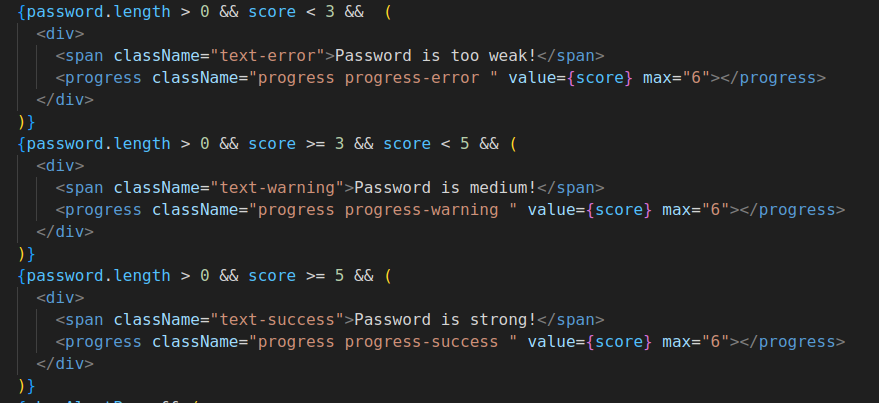 {password.length > 0 && score < 3 &&  (
  <div>
    <span className="text-error">Password is too weak!</span>
    <progress className="progress progress-error " value={score} max="6"></progress>
  </div>
)}
{password.length > 0 && score >= 3 && score < 5 && (
  <div>
    <span className="text-warning">Password is medium!</span>
    <progress className="progress progress-warning " value={score} max="6"></progress>
  </div>
)}
{password.length > 0 && score >= 5 && (
  <div>
    <span className="text-success">Password is strong!</span>
    <progress className="progress progress-success " value={score} max="6"></progress>
  </div>
)}